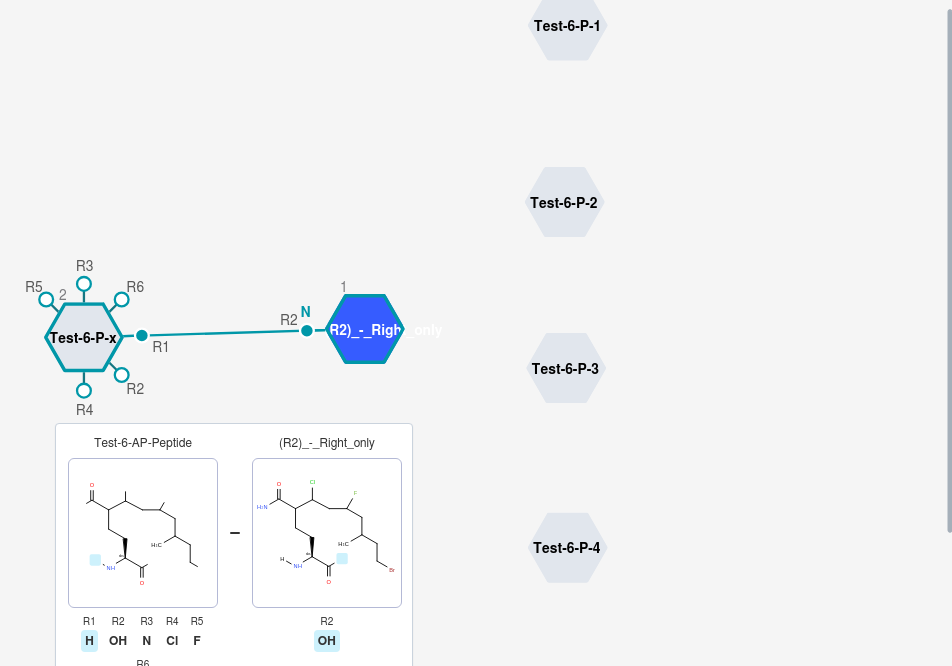 Test-6-P-1
Test-6-P-2
R3
R5
2
R6
1
N
R2
R2)_-_Right_only
Test-6-P-x
R1
Test-6-P-3
R2
R4
Test-6-AP-Peptide
(R2)_-_Right_only
O
Cl
F
O
H₂N
H₃C
H₃C
abs
abs
H
NH
NH
O
O
Br
–
Test-6-P-4
R1 R2 R3 R4 R5
R2
H OH N Cl F
OH
R6